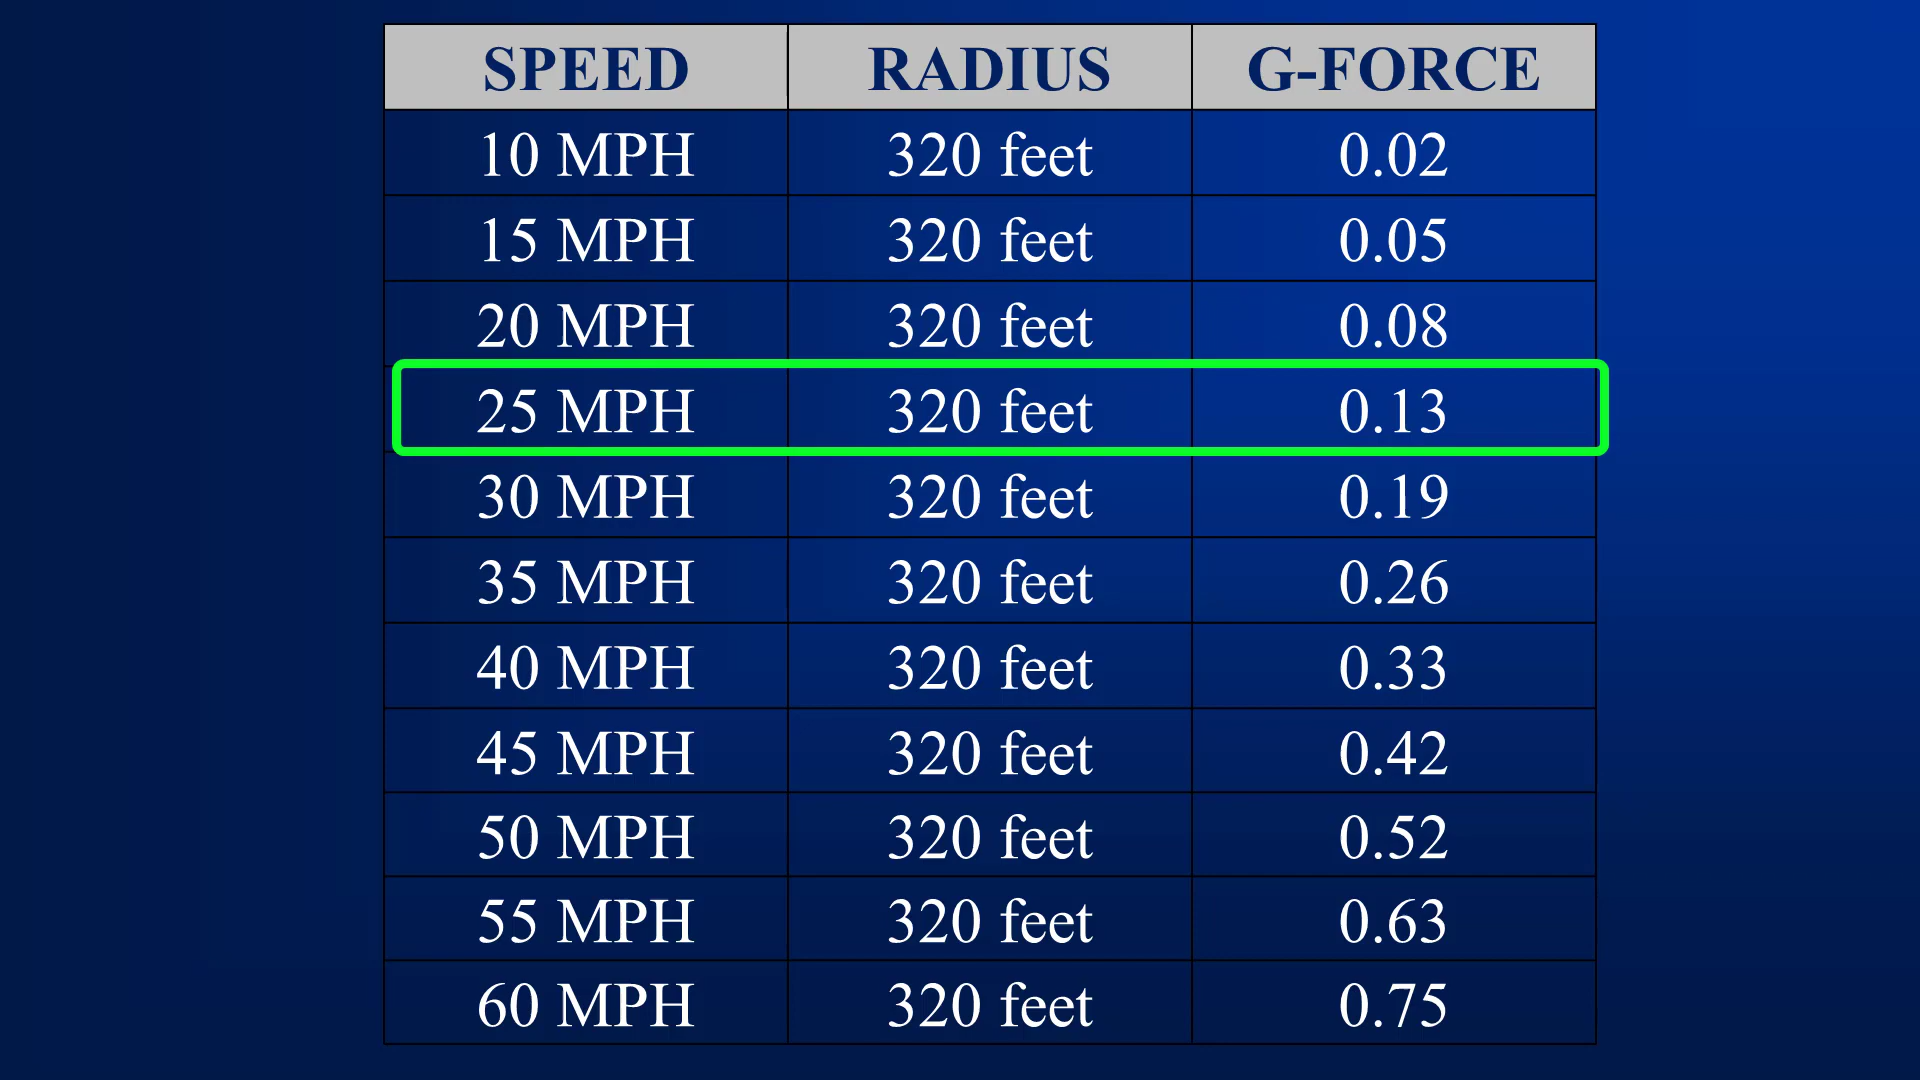 SPEED RADIUS G-FORCE
10 MPH 320 feet 0.02
15 MPH 320 feet 0.05
20 MPH 320 feet 0.08
25 MPH 320 feet 0.13
30 MPH 320 feet 0.19
35 MPH 320 feet 0.26
40 MPH 320 feet 0.33
45 MPH 320 feet 0.42
50 MPH 320 feet 0.52
55 MPH 320 feet 0.63
60 MPH 320 feet 0.75